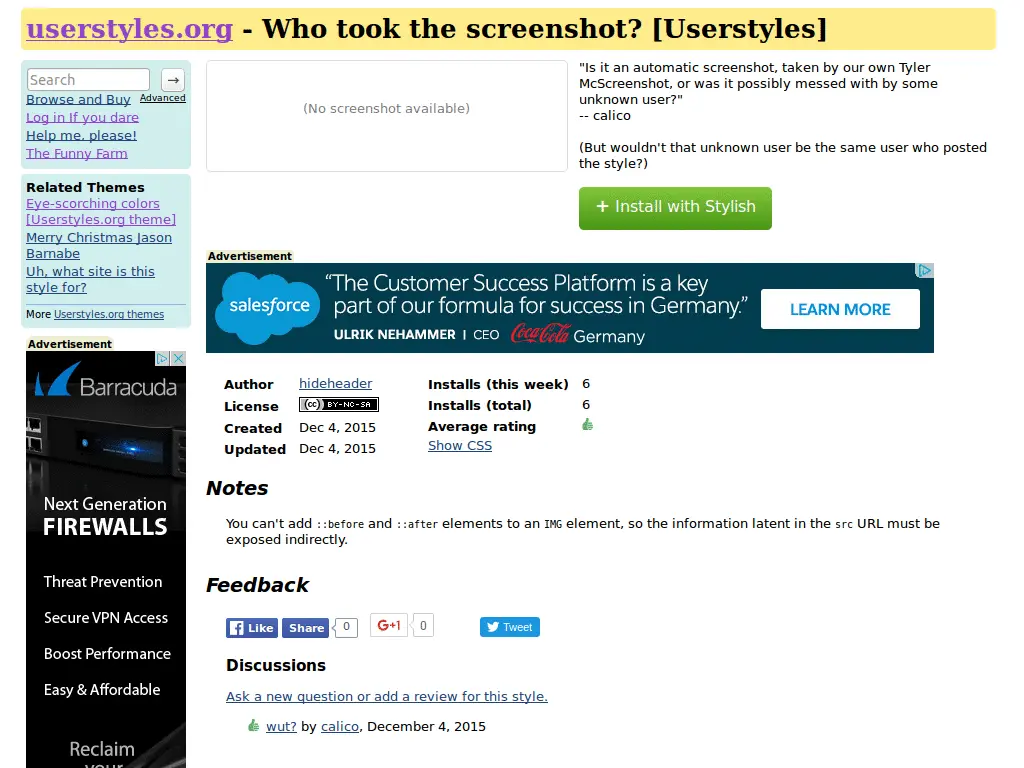 userstyles.org - Who took the screenshot? [Userstyles]
Search
→
Browse and Buy Advanced
Log in If you dare
Help me, please!
The Funny Farm
Related Themes
Eye-scorching colors
[Userstyles.org theme]
Merry Christmas Jason
Barnabe
Uh, what site is this
style for?
More Userstyles.org themes
Advertisement
Barracuda
Next Generation
FIREWALLS
Threat Prevention
Secure VPN Access
Boost Performance
Easy & Affordable
Reclaim
your
(No screenshot available)
"Is it an automatic screenshot, taken by our own Tyler
McScreenshot, or was it possibly messed with by some
unknown user?"
-- calico
(But wouldn't that unknown user be the same user who posted
the style?)
+ Install with Stylish
Advertisement
salesforce
“The Customer Success Platform is a key
part of our formula for success in Germany.”
ULRIK NEHAMMER | CEO Coca-Cola Germany
LEARN MORE
Author hideheader
License (cc) BY-NC-SA
Created Dec 4, 2015
Updated Dec 4, 2015
Installs (this week) 6
Installs (total) 6
Average rating
Show CSS
Notes
You can't add ::before and ::after elements to an IMG element, so the information latent in the src URL must be
exposed indirectly.
Feedback
Like Share 0 G+1 0 Tweet
Discussions
Ask a new question or add a review for this style.
wut? by calico, December 4, 2015